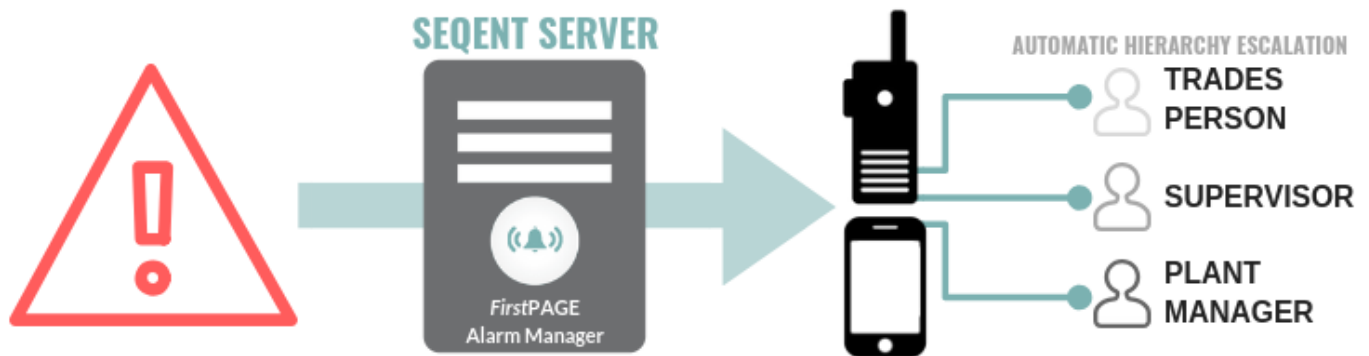 SEQENT SERVER
FirstPAGE
Alarm Manager
AUTOMATIC HIERARCHY ESCALATION
TRADES
PERSON
SUPERVISOR
PLANT
MANAGER